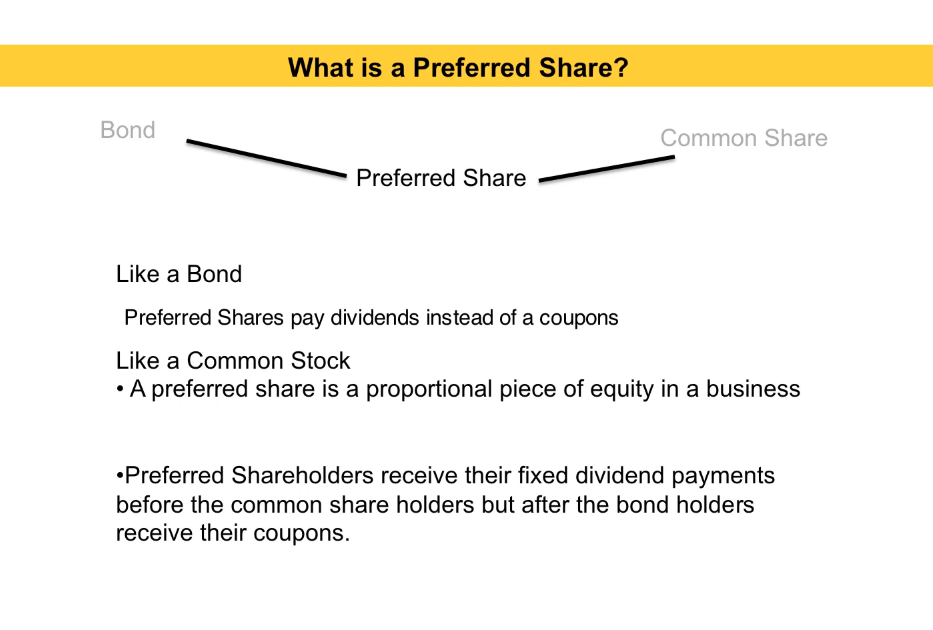 What is a Preferred Share?
Bond
Common Share
Preferred Share
Like a Bond
Preferred Shares pay dividends instead of a coupons
Like a Common Stock
• A preferred share is a proportional piece of equity in a business
•Preferred Shareholders receive their fixed dividend payments
before the common share holders but after the bond holders
receive their coupons.